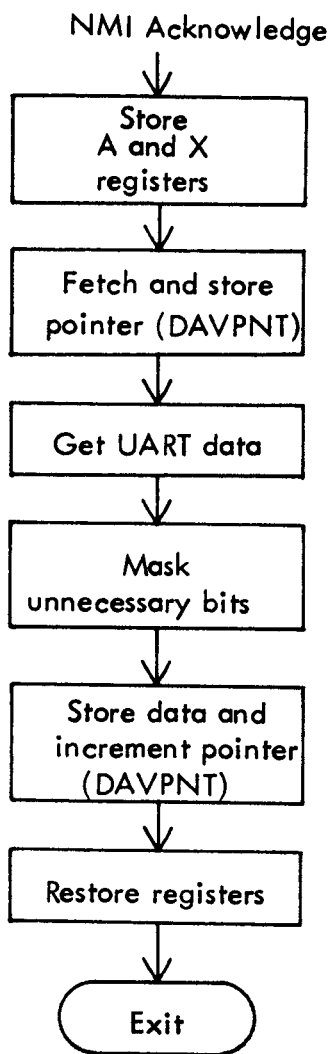 NMI Acknowledge
Store
A and X
registers
Fetch and store
pointer (DAVPNT)
Get UART data
Mask
unnecessary bits
Store data and
increment pointer
(DAVPNT)
Restore registers
Exit